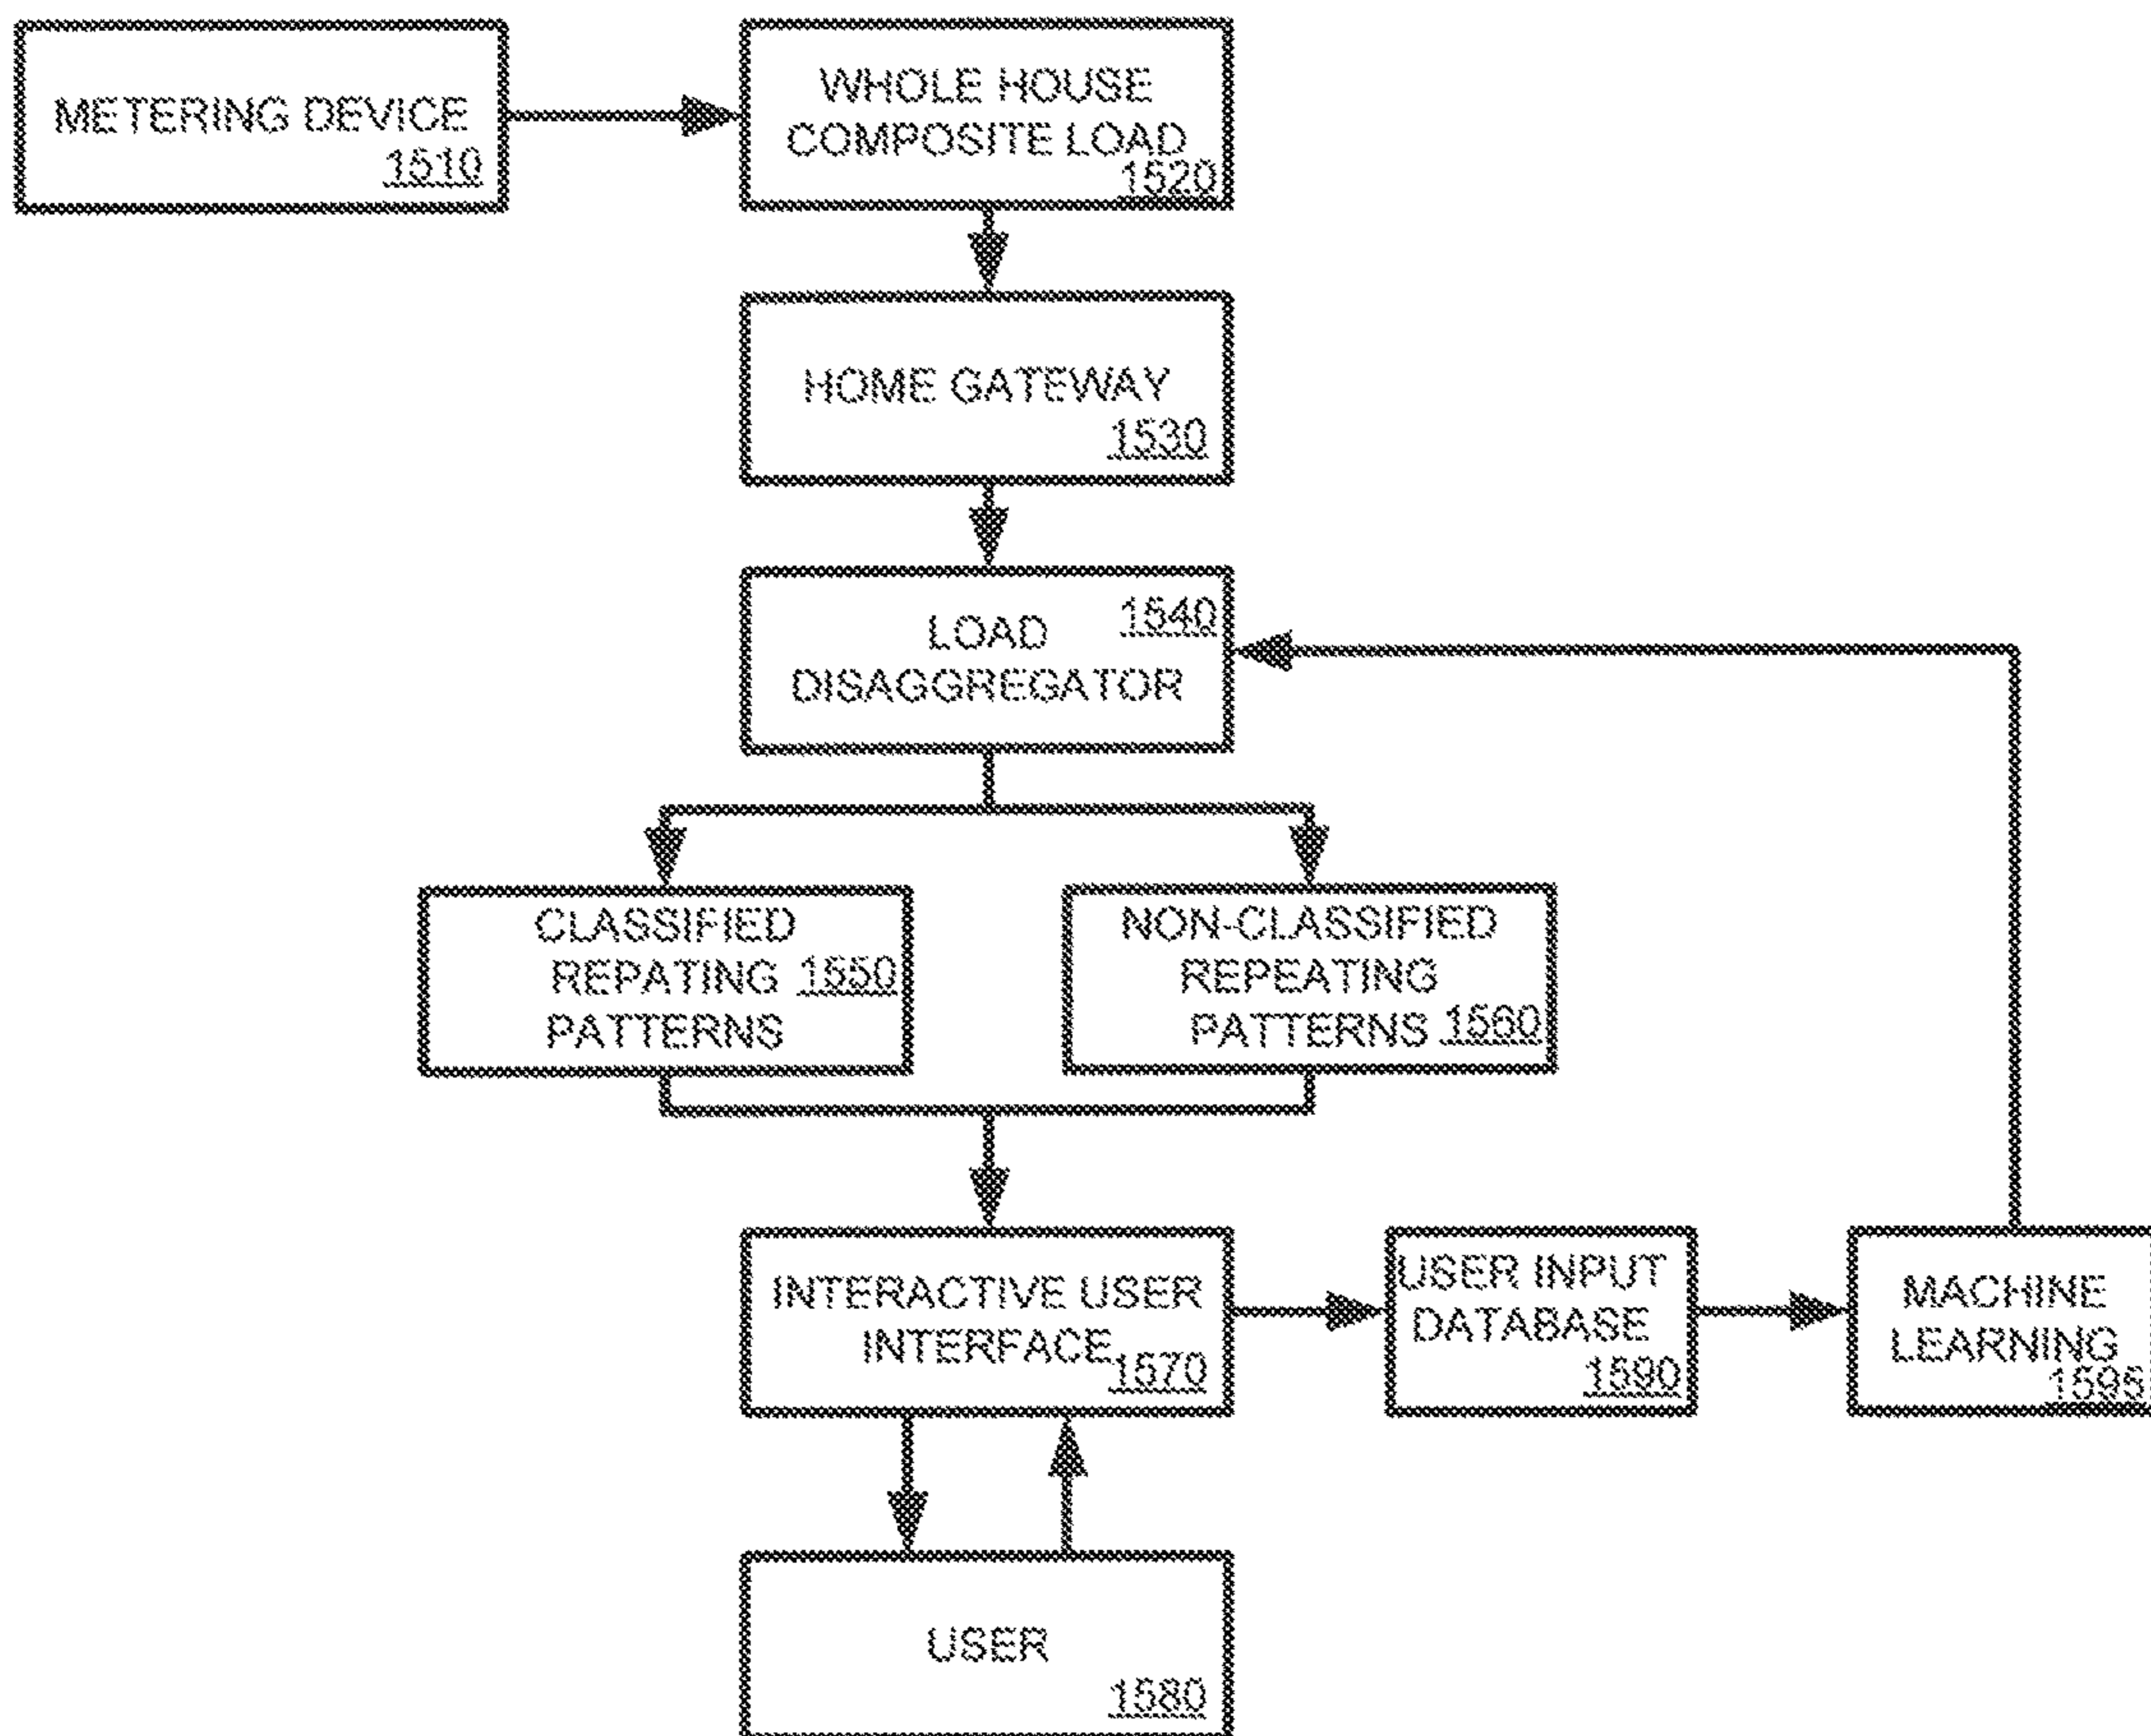 METERING DEVICE
1510
WHOLE HOUSE
COMPOSITE LOAD
1520
HOME GATEWAY
1530
1540
LOAD
DISAGGREGATOR
CLASSIFIED
REPATING 1550
PATTERNS
NON-CLASSIFIED
REPEATING
PATTERNS 1560
INTERACTIVE USER
INTERFACE
1570
USER INPUT
DATABASE
1590
MACHINE
LEARNING
1595
USER
1580